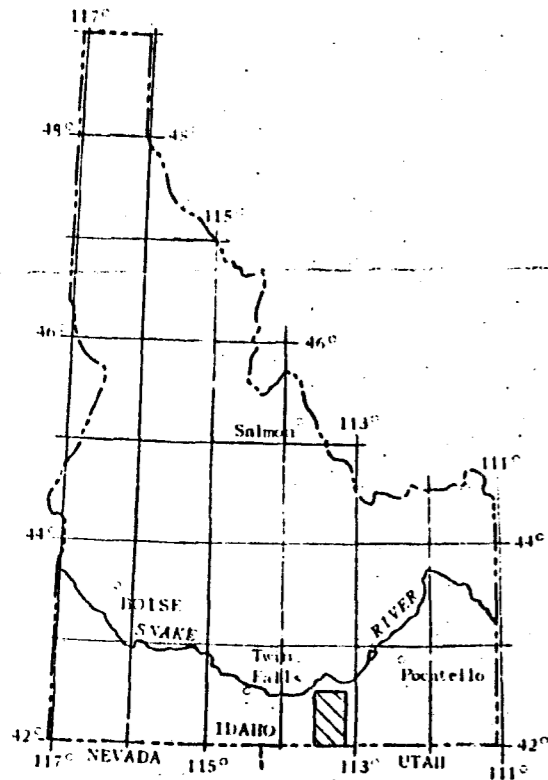 117°
48° 48°
115°
46° 46°
Salmon 113°
111°
44° 44°
BOISE
SNAKE RIVER
Twin
Falls Pocatello
IDAHO
42° 42°
117° NEVADA 115° 113° UTAH 111°